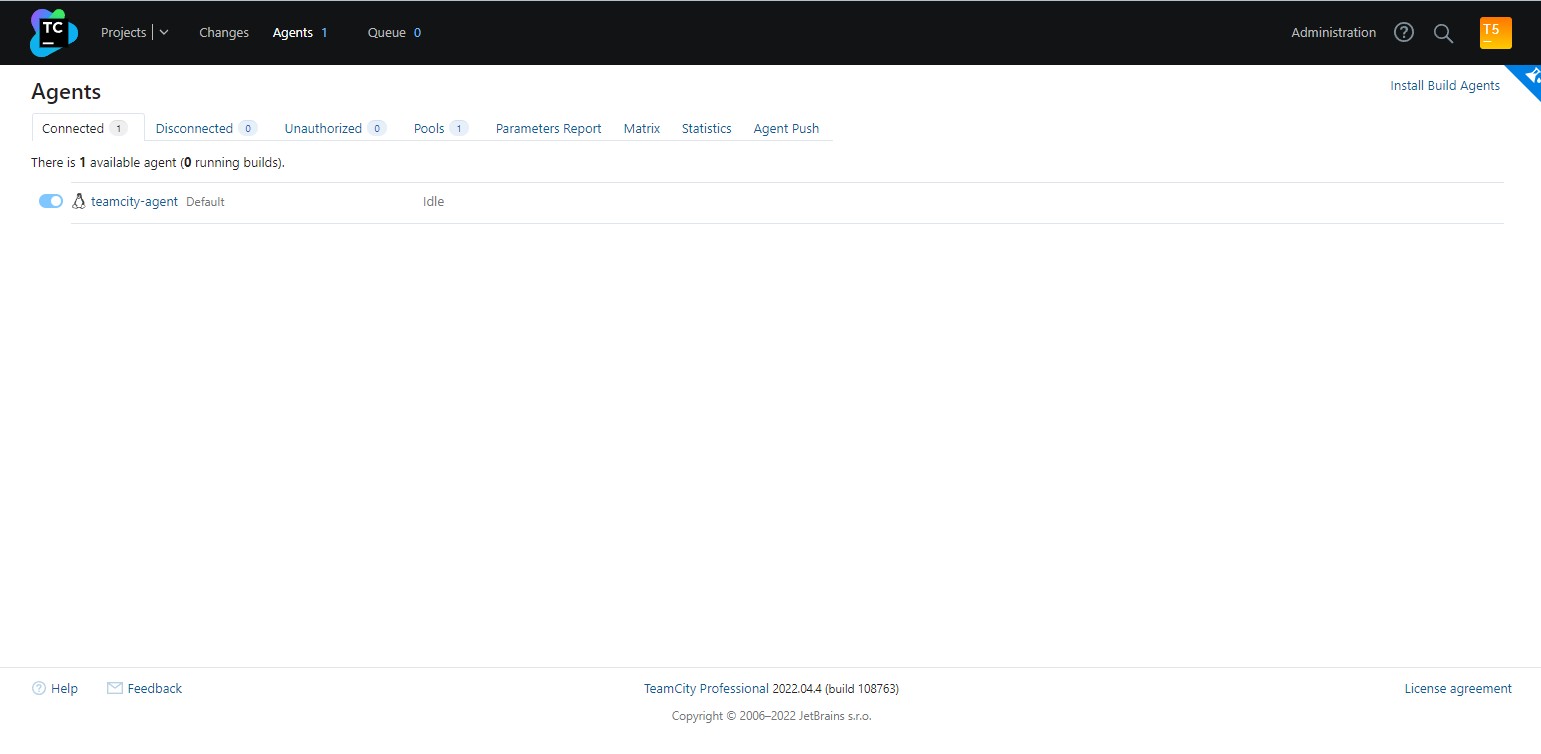 TC Projects Changes Agents 1 Queue 0 Administration T5
Agents Install Build Agents
Connected 1 Disconnected 0 Unauthorized 0 Pools 1 Parameters Report Matrix Statistics Agent Push
There is 1 available agent (0 running builds).
teamcity-agent Default Idle
Help Feedback TeamCity Professional 2022.04.4 (build 108763) License agreement
Copyright © 2006–2022 JetBrains s.r.o.